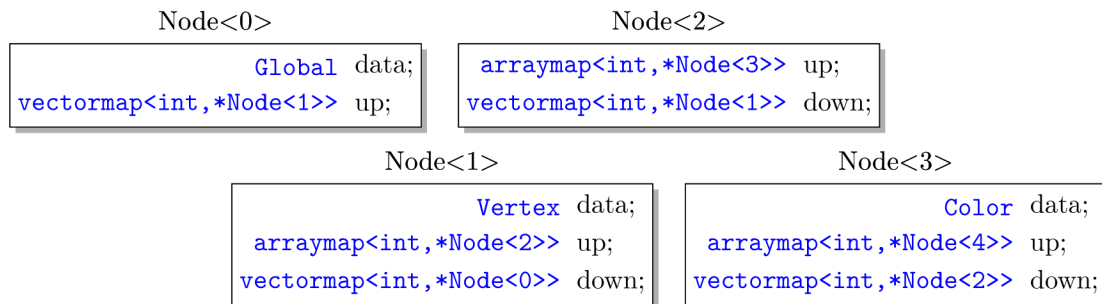 Node<0>
Global data;
vectormap<int,*Node<1>> up;
Node<2>
arraymap<int,*Node<3>> up;
vectormap<int,*Node<1>> down;
Node<1>
Vertex data;
arraymap<int,*Node<2>> up;
vectormap<int,*Node<0>> down;
Node<3>
Color data;
arraymap<int,*Node<4>> up;
vectormap<int,*Node<2>> down;